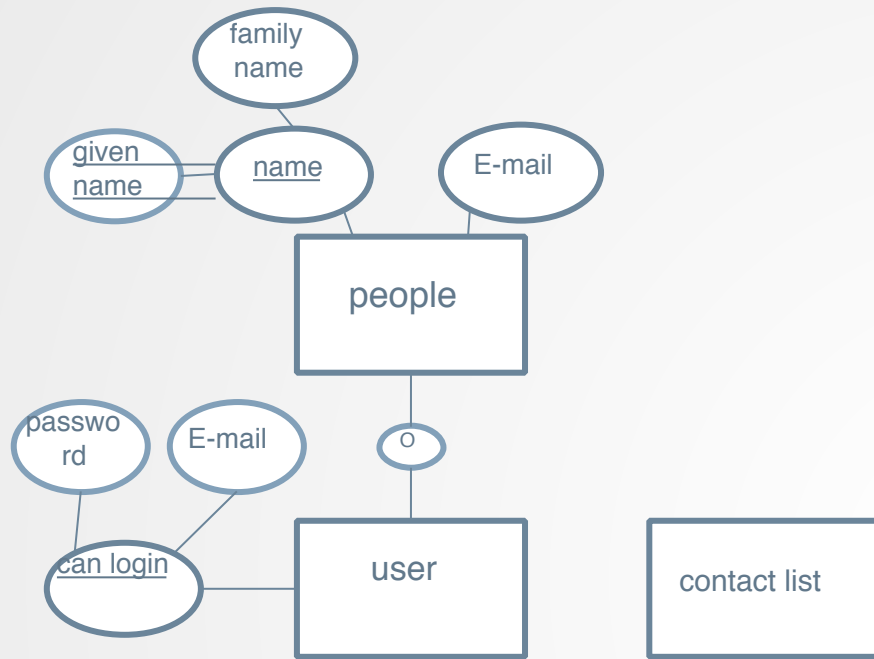 family
name
given
name
name
E-mail
people
passwo
rd
E-mail
O
can login
user
contact list